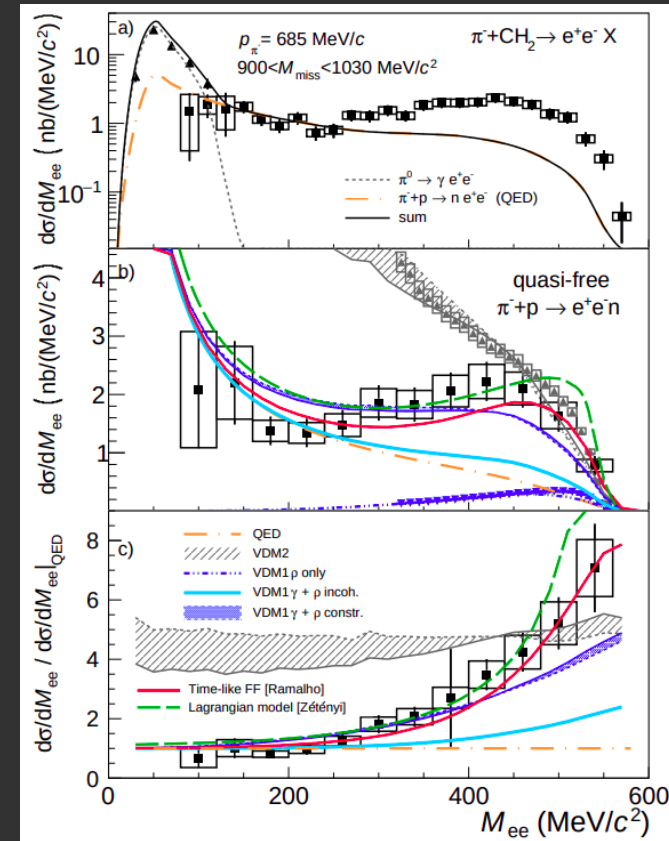 a)
p_π- = 685 MeV/c
π⁻+CH₂→ e⁺e⁻ X
900<M_miss<1030 MeV/c²
dσ/dM_ee ( nb/(MeV/c²))
10
1
10⁻¹
π⁰ → γ e⁺e⁻
π⁻+p → n e⁺e⁻ (QED)
sum
b)
quasi-free
π⁻+p → e⁺e⁻n
dσ/dM_ee ( nb/(MeV/c²))
4
3
2
1
c)
dσ/dM_ee / dσ/dM_ee|_QED
8
6
4
2
0
QED
VDM2
VDM1 ρ only
VDM1 γ + ρ incoh.
VDM1 γ + ρ constr.
Time-like FF [Ramalho]
Lagrangian model [Zétényi]
0 200 400 600
M_ee (MeV/c²)